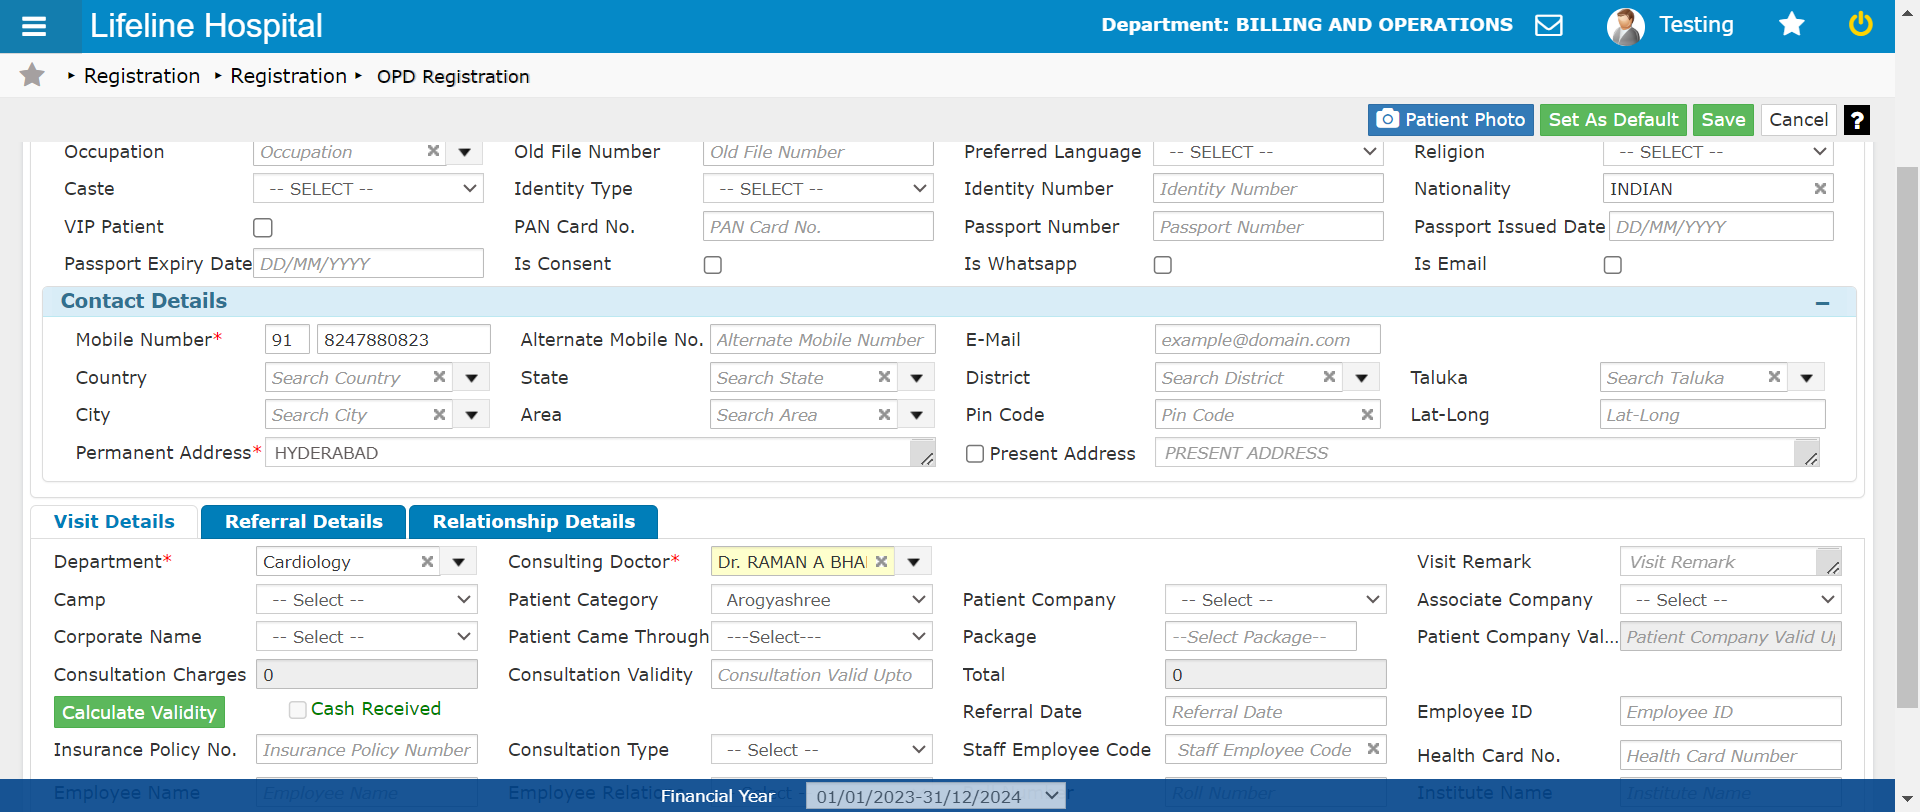 Lifeline Hospital
Department: BILLING AND OPERATIONS
Testing
Registration Registration OPD Registration
Patient Photo Set As Default Save Cancel ?
Occupation Occupation Old File Number Old File Number Preferred Language -- SELECT -- Religion -- SELECT --
Caste -- SELECT -- Identity Type -- SELECT -- Identity Number Identity Number Nationality INDIAN
VIP Patient PAN Card No. PAN Card No. Passport Number Passport Number Passport Issued Date DD/MM/YYYY
Passport Expiry Date DD/MM/YYYY Is Consent Is Whatsapp Is Email
Contact Details
Mobile Number* 91 8247880823 Alternate Mobile No. Alternate Mobile Number E-Mail example@domain.com
Country Search Country State Search State District Search District Taluka Search Taluka
City Search City Area Search Area Pin Code Pin Code Lat-Long Lat-Long
Permanent Address* HYDERABAD Present Address PRESENT ADDRESS
Visit Details Referral Details Relationship Details
Department* Cardiology Consulting Doctor* Dr. RAMAN A BHA Visit Remark Visit Remark
Camp -- Select -- Patient Category Arogyashree Patient Company -- Select -- Associate Company -- Select --
Corporate Name -- Select -- Patient Came Through ---Select--- Package --Select Package-- Patient Company Val... Patient Company Valid U
Consultation Charges 0 Consultation Validity Consultation Valid Upto Total 0
Calculate Validity Cash Received Referral Date Referral Date Employee ID Employee ID
Insurance Policy No. Insurance Policy Number Consultation Type -- Select -- Staff Employee Code Staff Employee Code Health Card No. Health Card Number
Employee Name Employee Name Employee Relation Roll Number Institute Name Institute Name
Financial Year 01/01/2023-31/12/2024